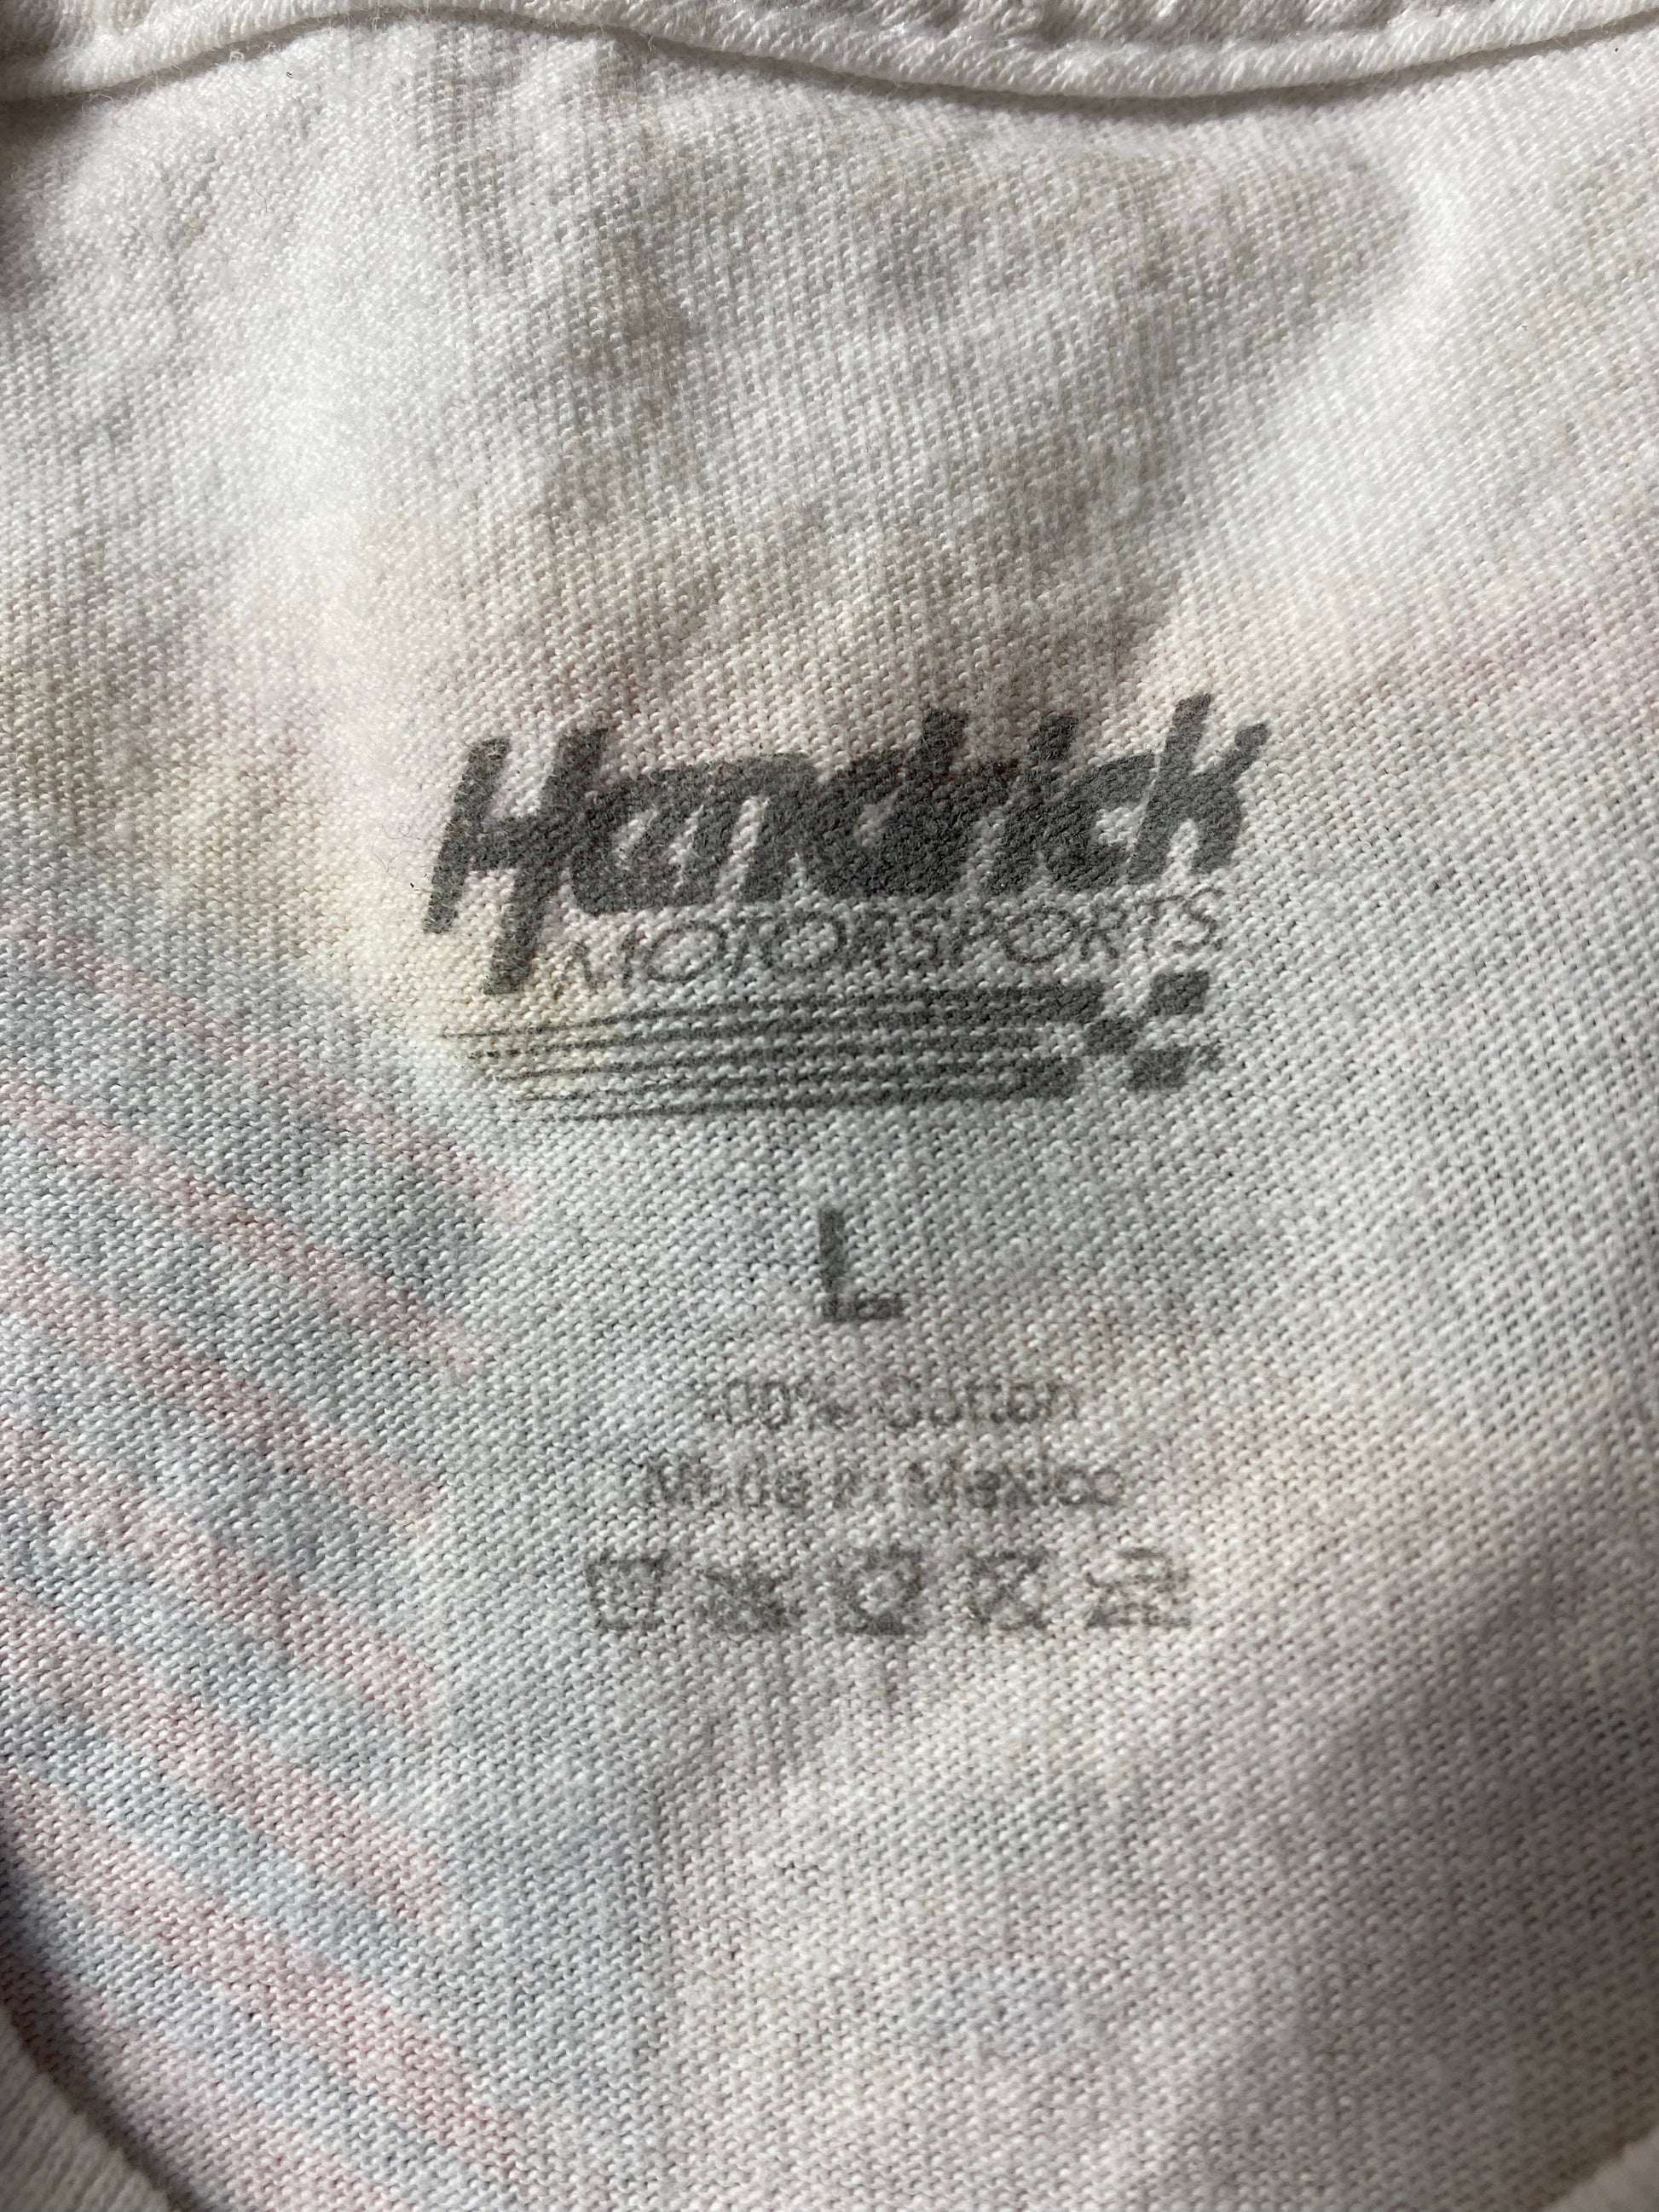 Hendrick
MOTORSPORTS
L
100% Cotton
Made in Mexico